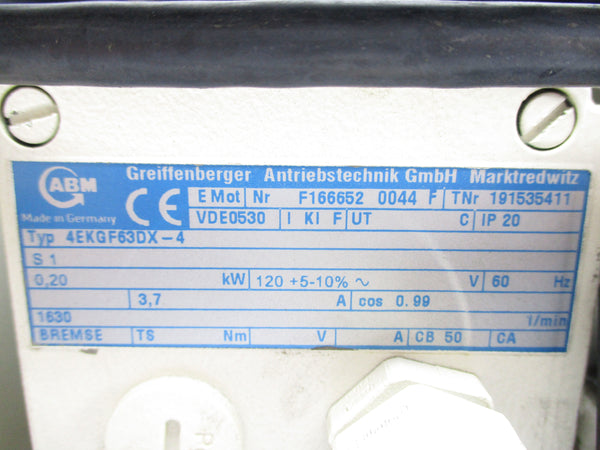 ABM
Made in Germany
CE
Greiffenberger Antriebstechnik GmbH Marktredwitz
E Mot Nr F166652 0044 F TNr 191535411
VDE0530 I KI F UT C IP 20
Typ 4EKGF63DX-4
S 1
0,20 kW 120 +5-10% ~ V 60 Hz
3,7 A cos 0.99
1630 1/min
BREMSE TS Nm V A CB 50 CA